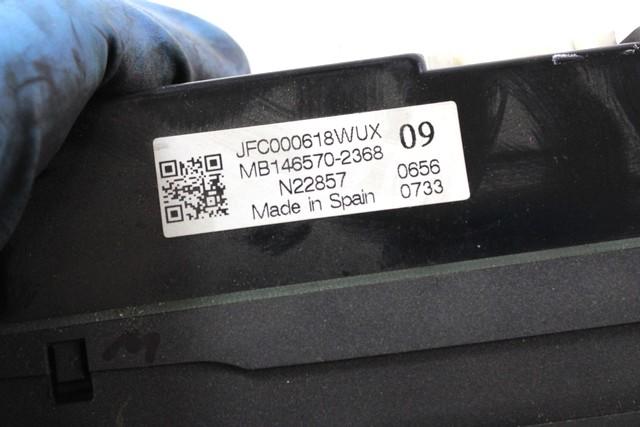 JFC000618WUX 09
MB146570-2368
N22857 0656
Made in Spain 0733
M